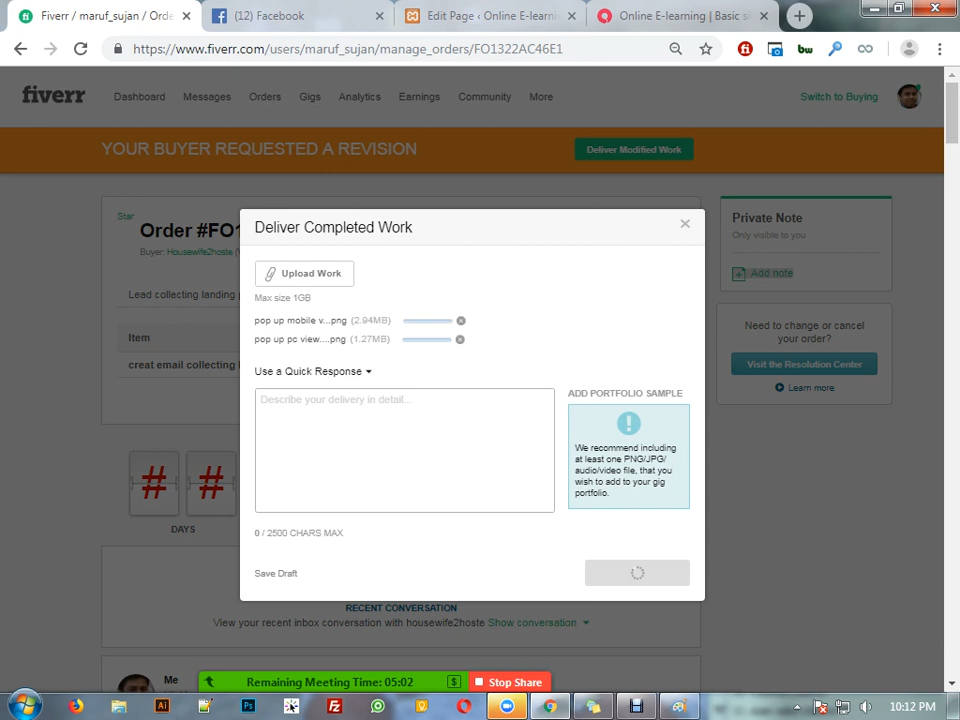 Fiverr / maruf_sujan / Orde
(12) Facebook
Edit Page ‹ Online E-learni
Online E-learning | Basic s
https://www.fiverr.com/users/maruf_sujan/manage_orders/FO1322AC46E1
fiverr
Dashboard Messages Orders Gigs Analytics Earnings Community More
Switch to Buying
YOUR BUYER REQUESTED A REVISION
Deliver Modified Work
Star
Order #FO1
Buyer: Housewife2hoste (
Lead collecting landing
Item
creat email collecting
# #
DAYS
Deliver Completed Work
Upload Work
Max size 1GB
pop up mobile v...png (2.94MB)
pop up pc view....png (1.27MB)
Use a Quick Response
Describe your delivery in detail...
0 / 2500 CHARS MAX
Save Draft
ADD PORTFOLIO SAMPLE
!
We recommend including
at least one PNG/JPG/
audio/video file, that you
wish to add to your gig
portfolio.
Private Note
Only visible to you
Add note
Need to change or cancel
your order?
Visit the Resolution Center
Learn more
RECENT CONVERSATION
View your recent inbox conversation with housewife2hoste Show conversation
Me
Remaining Meeting Time: 05:02
$
Stop Share
Ai
Ps
10:12 PM